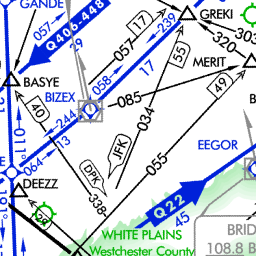 GANDE
GREKI
057
Q406-448
29
17
239
057
320
MERIT
303
BASYE
BIZEX
058
17
55
085
49
40
244
13
034
JFK
011°
064
DPK
055
EEGOR
DEEZZ
338
Q22
45
WHITE PLAINS
Westchester County
BRID
108.8 B